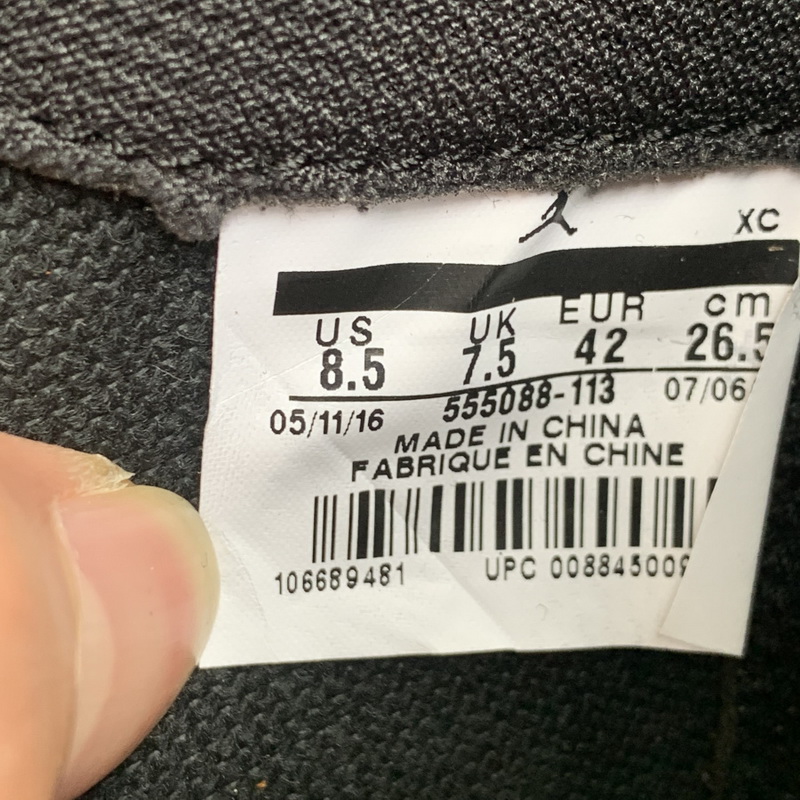 XC
US UK EUR cm
8.5 7.5 42 26.5
05/11/16 555088-113 07/06
MADE IN CHINA
FABRIQUE EN CHINE
106689481 UPC 008845009